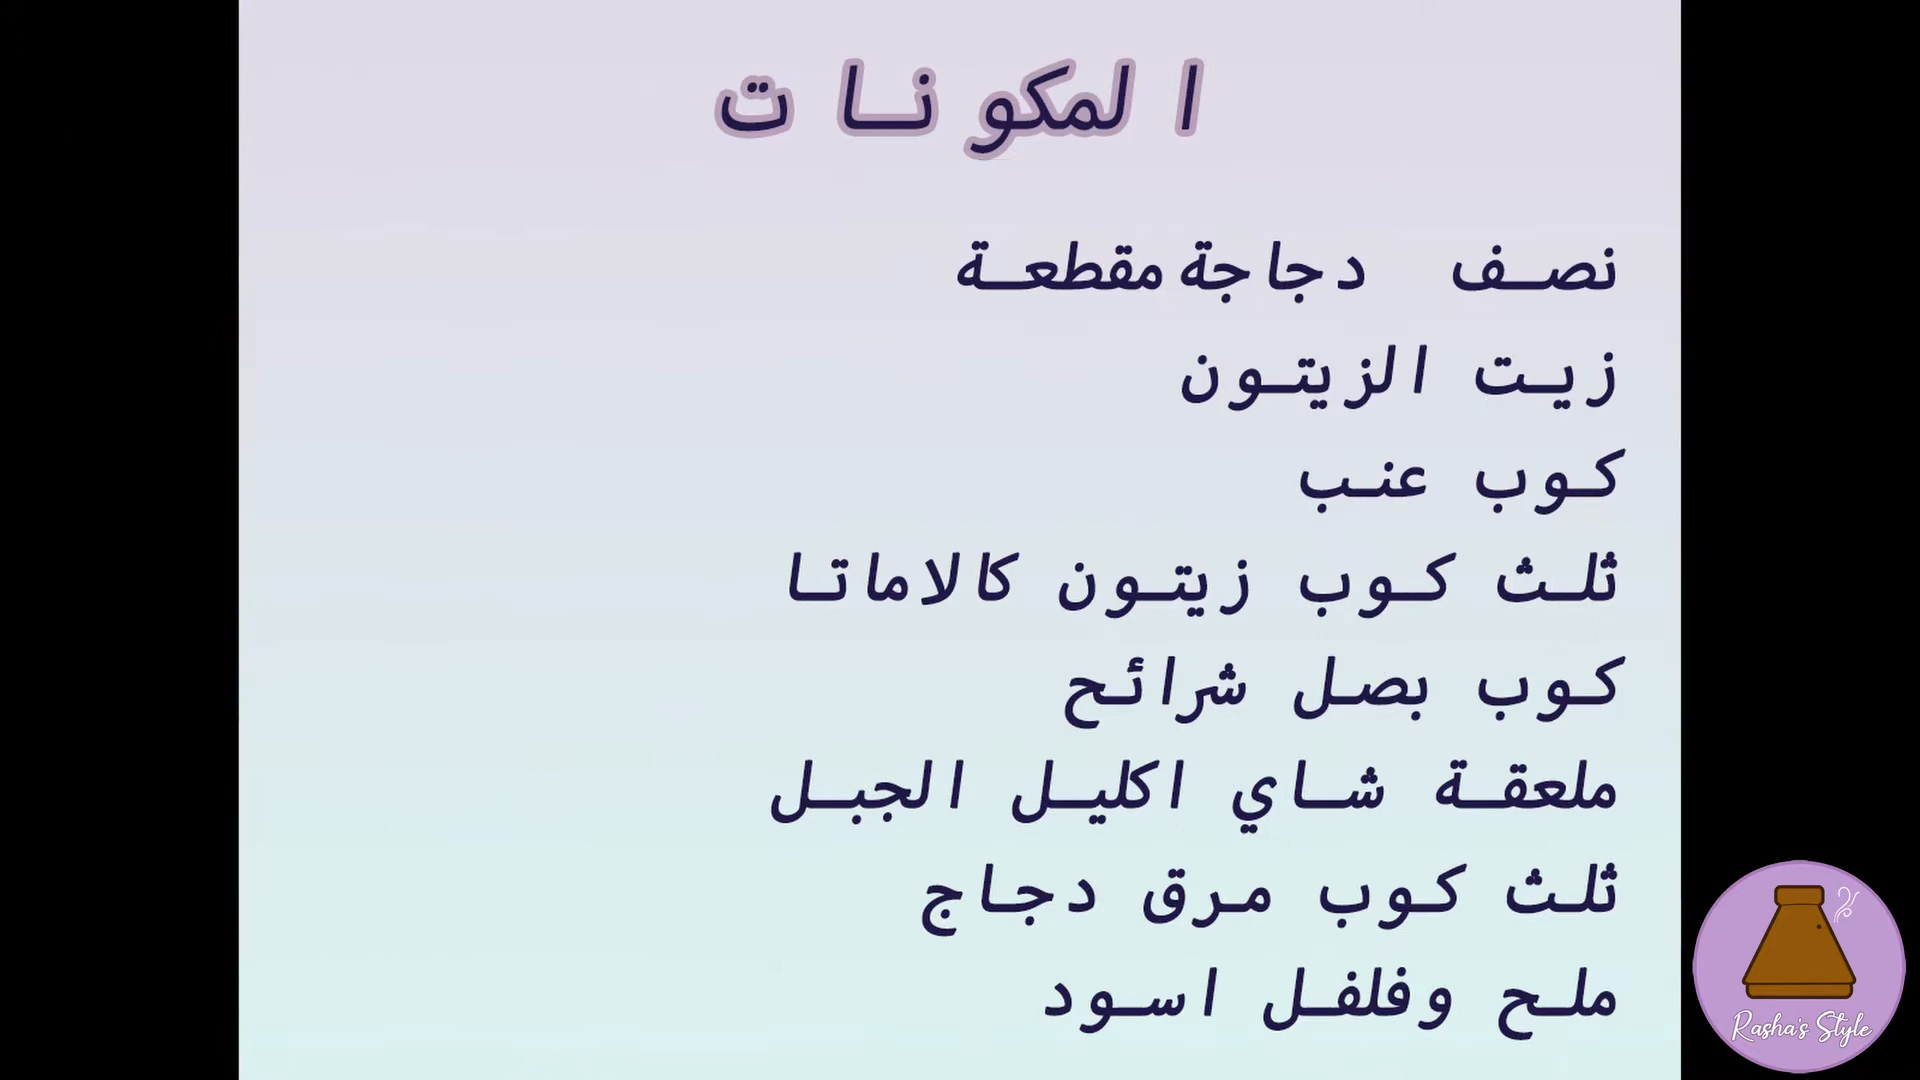 المكونات
نصف دجاجة مقطعة
زيت الزيتون
كوب عنب
ثلث كوب زيتون كالاماتا
كوب بصل شرائح
ملعقة شاي اكليل الجبل
ثلث كوب مرق دجاج
ملح وفلفل اسود
Rasha's Style